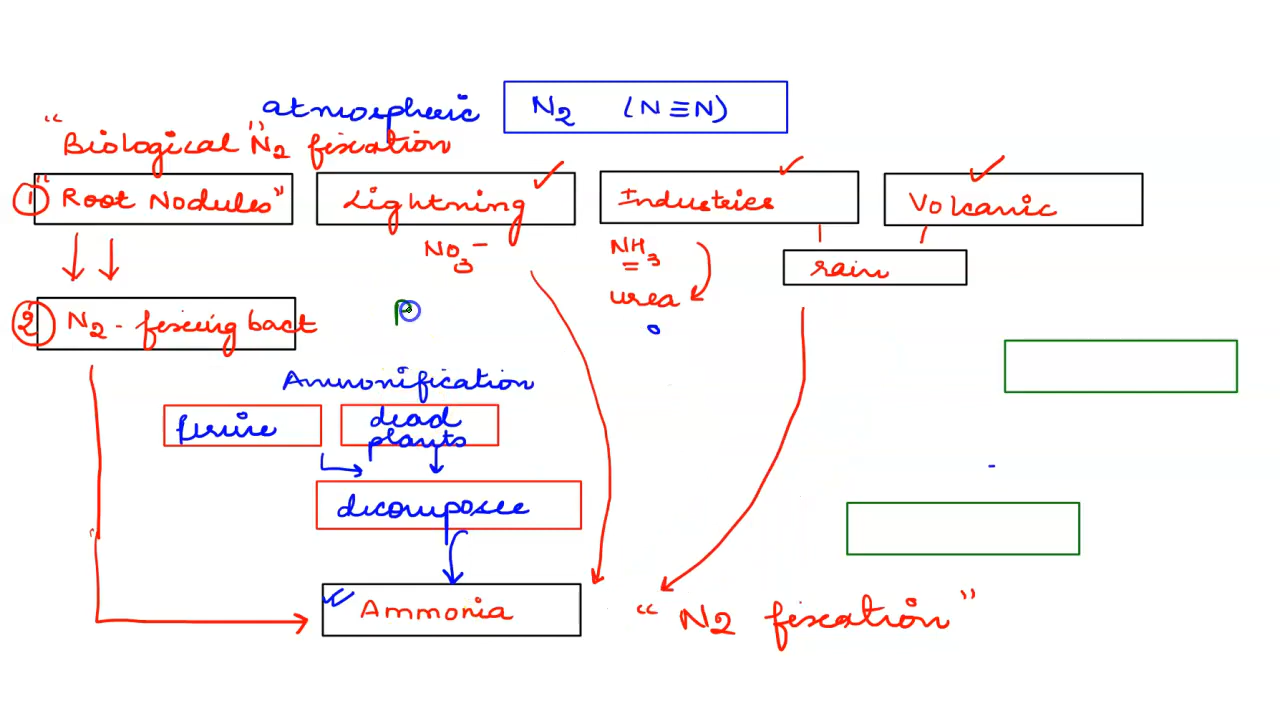 atmospheric N2 (N≡N)
"Biological" N2 fixation
① "Root Nodules" Lightning Industries Volcanic
NO3⁻ NH3 rain
urea
② N2-fixing bact P
Ammonification
dead
plants
decomposer
Ammonia "N2 fixation"